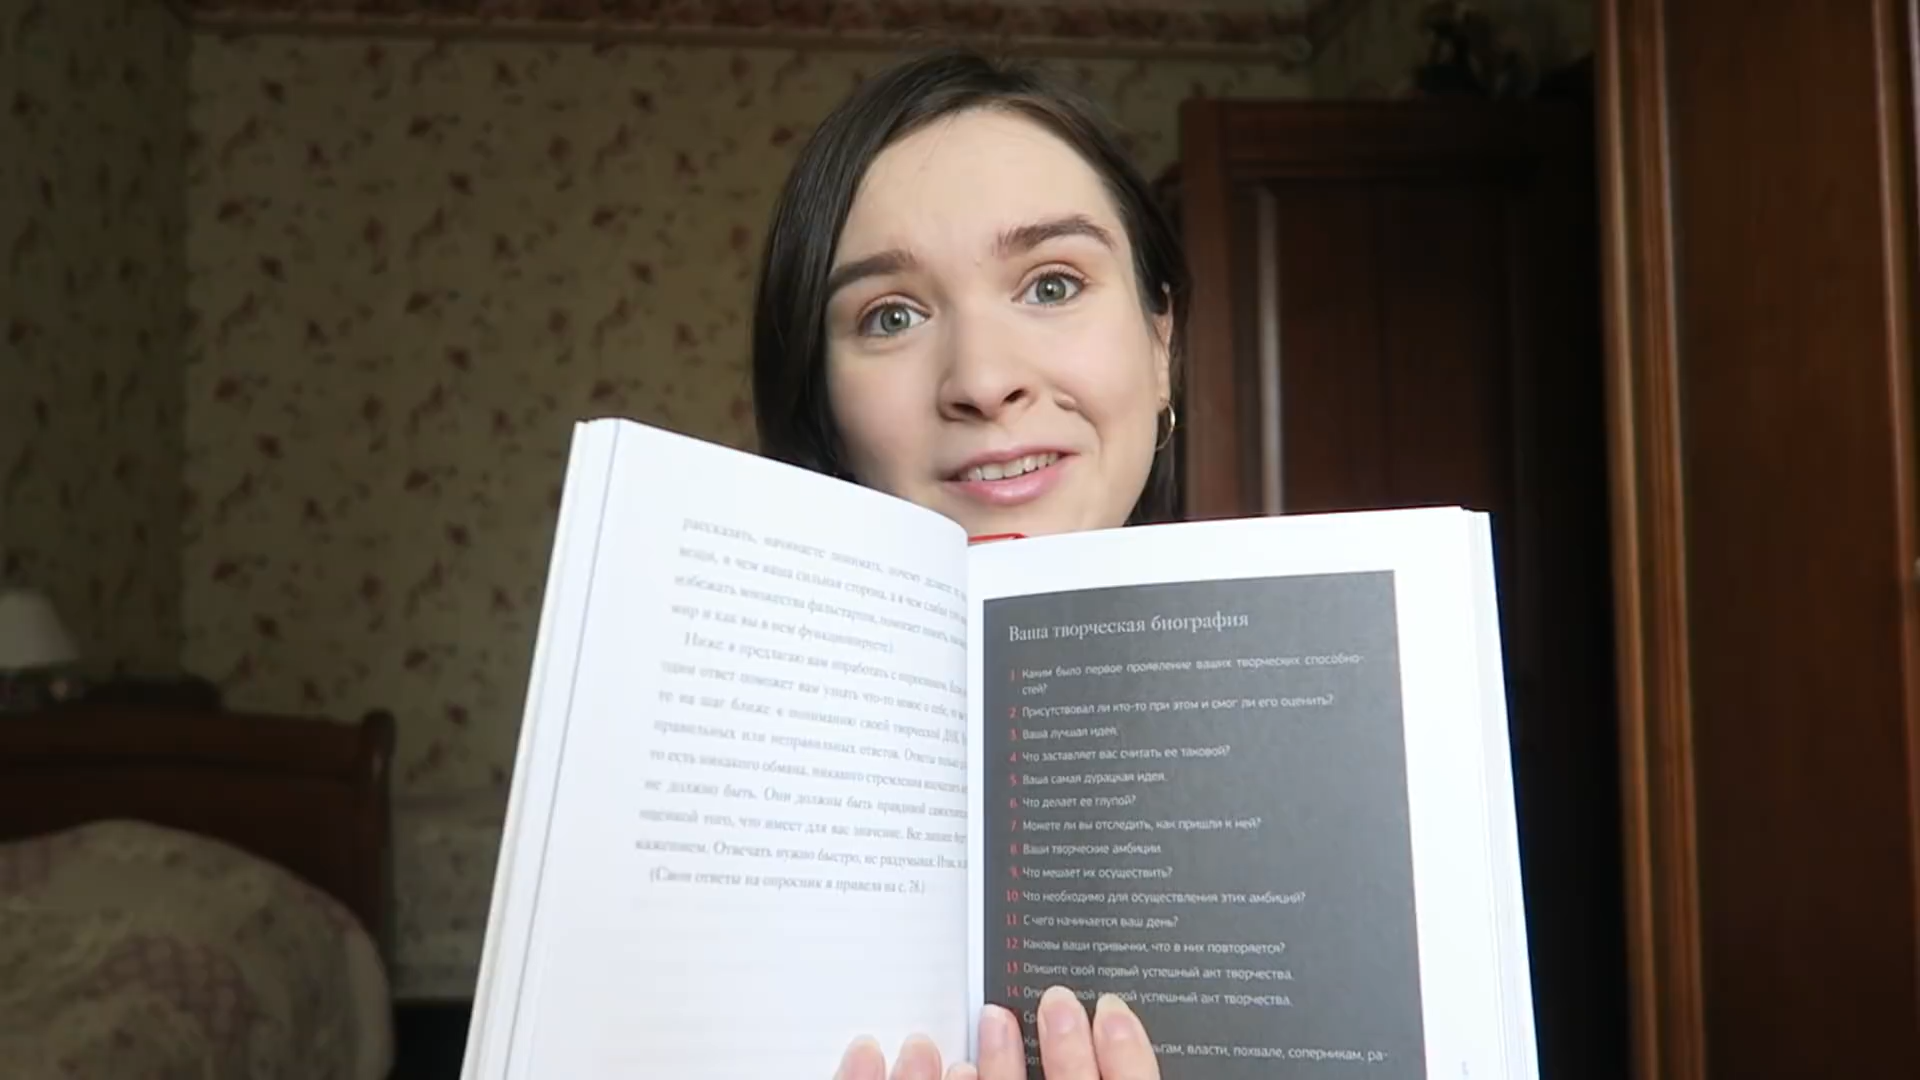 рассказать, начинаете понимать, почему делаете
вещи, в чем ваша сильная сторона, а в чем слабая
избежать множества фальстартов, помогает понять,
мир и как вы в нем функционируете)
Ниже я предлагаю вам поработать с опросником.
один ответ поможет вам узнать что-то новое о себе,
те на шаг ближе к пониманию своей творческой ДНК.
правильных или неправильных ответов. Ответы только
то есть никакого обмана, никакого стремления
не должно быть. Они должны быть правдивой
оценкой того, что имеет для вас значение. Все
кажением. Отвечать нужно быстро, не раздумывая.
(Свои ответы на опросник я привела на с. 78.)
Ваша творческая биография
1 Каким было первое проявление ваших творческих способно-
стей?
2 Присутствовал ли кто-то при этом и смог ли его оценить?
3 Ваша лучшая идея.
4 Что заставляет вас считать ее таковой?
5 Ваша самая дурацкая идея.
6 Что делает ее глупой?
7 Можете ли вы отследить, как пришли к ней?
8 Ваши творческие амбиции.
9 Что мешает их осуществить?
10 Что необходимо для осуществления этих амбиций?
11 С чего начинается ваш день?
12 Каковы ваши привычки, что в них повторяется?
13 Опишите свой первый успешный акт творчества.
14 успешный акт творчества.
власти, похвале, соперникам, ра-